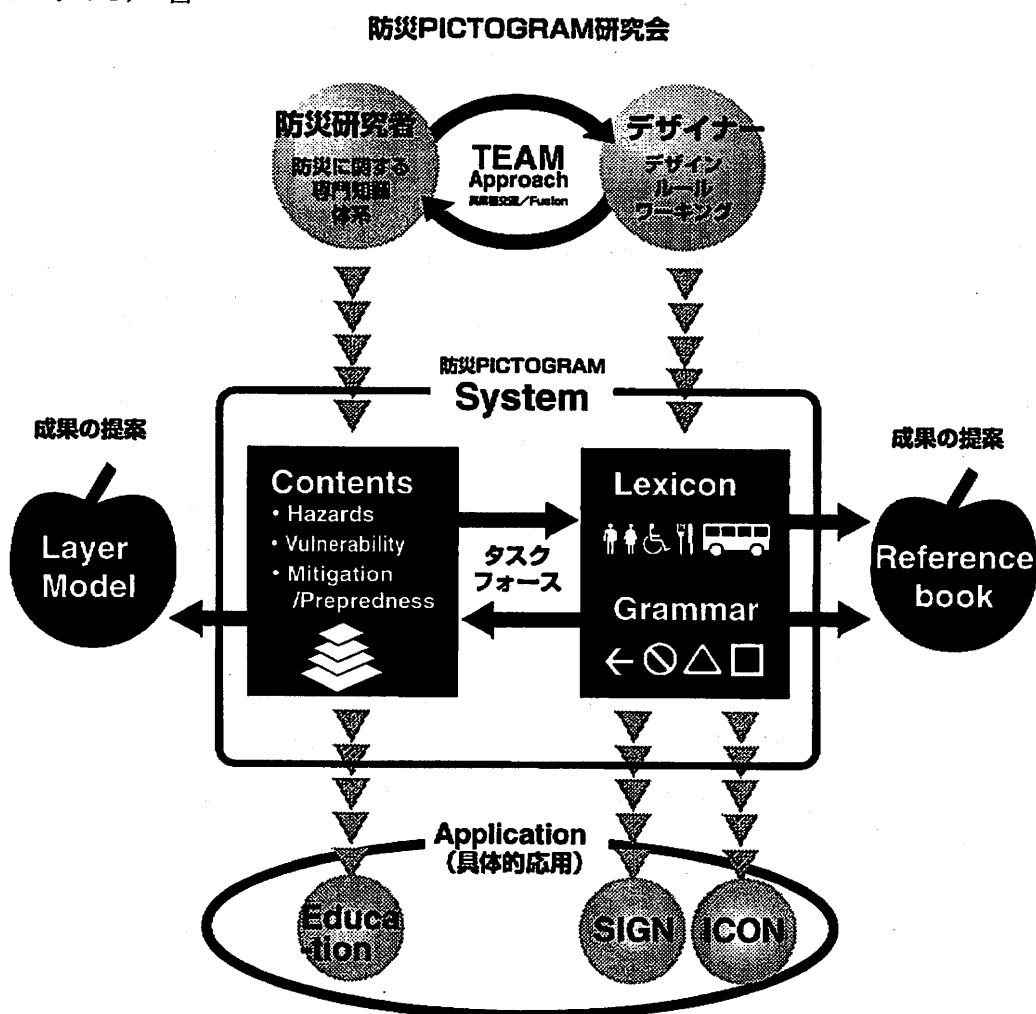 防災PICTOGRAM研究会
防災研究者
防災に関する
専門知識
体系
TEAM
Approach
異業種交流/Fusion
デザイナー
デザイン
ルール
ワーキング
防災PICTOGRAM
System
成果の提案
Layer
Model
Contents
・Hazards
・Vulnerability
・Mitigation
/Prepredness
タスク
フォース
Lexicon
Grammar
成果の提案
Reference
book
Application
(具体的応用)
Educa
-tion
SIGN
ICON